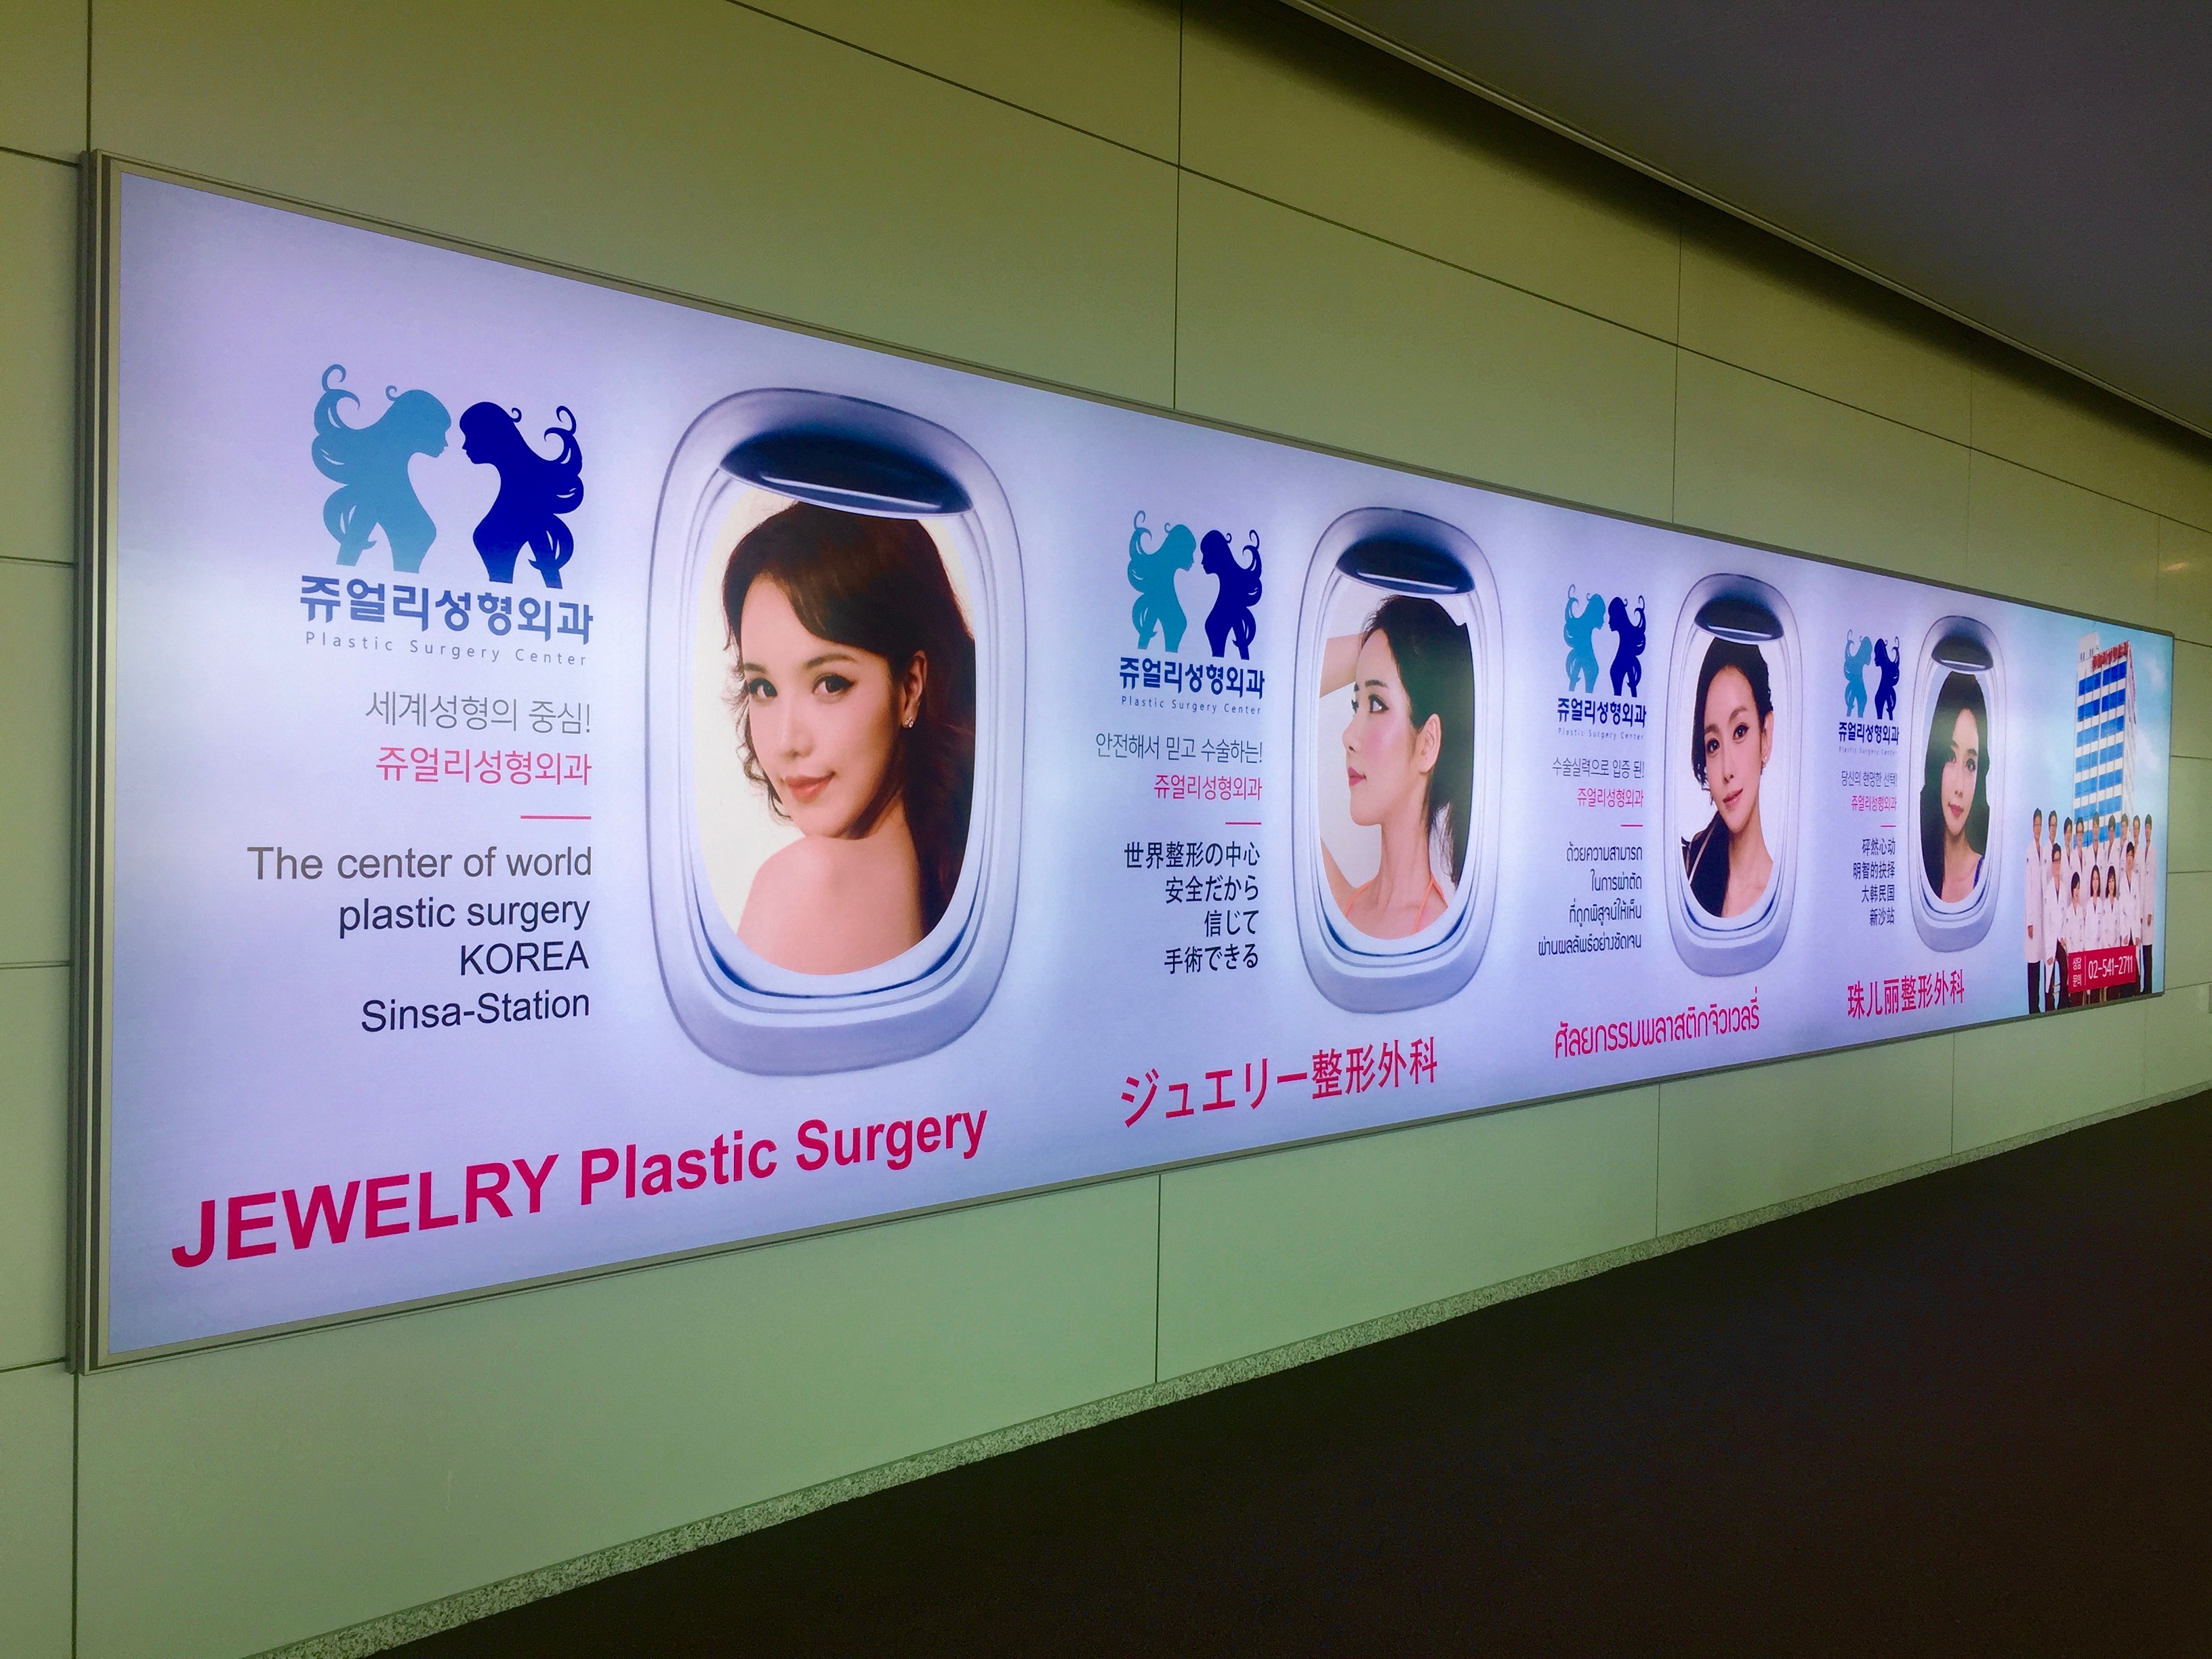 쥬얼리성형외과
Plastic Surgery Center
세계성형의 중심!
쥬얼리성형외과
The center of world
plastic surgery
KOREA
Sinsa-Station
JEWELRY Plastic Surgery
쥬얼리성형외과
Plastic Surgery Center
안전해서 믿고 수술하는!
쥬얼리성형외과
世界整形の中心
安全だから
信じて
手術できる
ジュエリー整形外科
쥬얼리성형외과
Plastic Surgery Center
수술실력으로 입증 된!
쥬얼리성형외과
ด้วยความสามารถ
ในการผ่าตัด
ที่ถูกพิสูจน์ให้เห็น
ผ่านผลลัพธ์อย่างชัดเจน
ศัลยกรรมพลาสติกจิวเวลรี่
쥬얼리성형외과
Plastic Surgery Center
당신의 현명한 선택!
쥬얼리성형외과
砰然心动
明智的抉择
大韩民国
新沙站
珠儿丽整形外科
상담
문의
02-541-2711